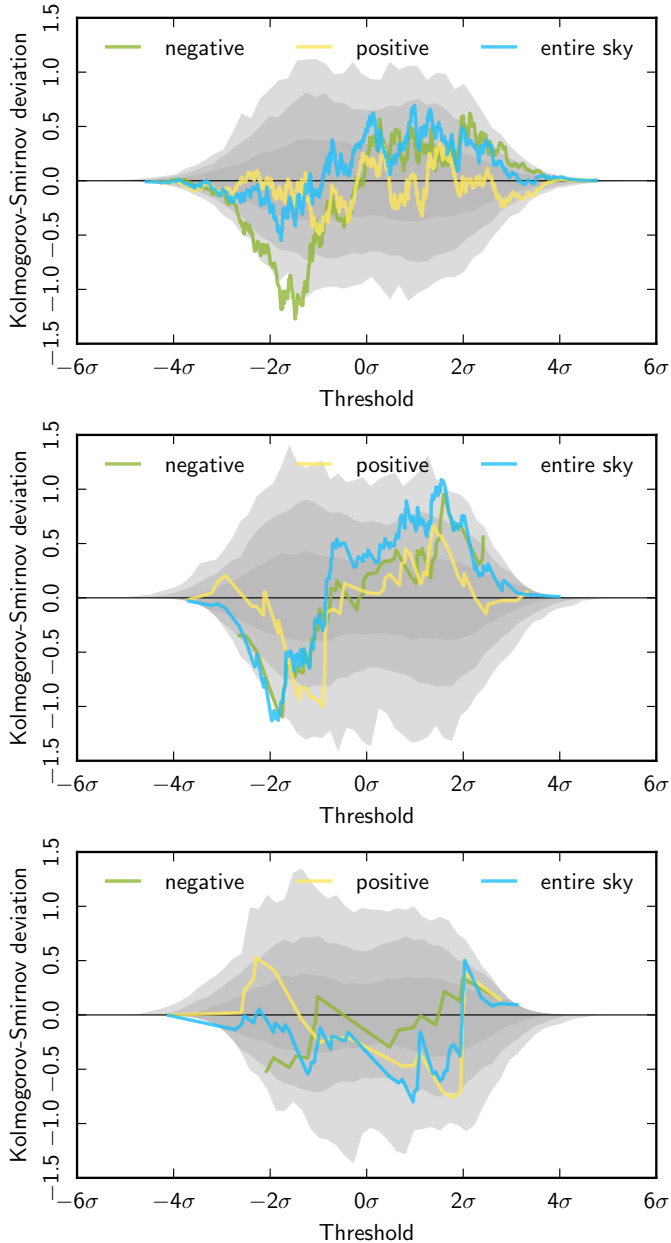 1.5
negative positive entire sky
1.0
0.5
0.0
−0.5
−1.0
−1.5
Kolmogorov-Smirnov deviation
−6σ −4σ −2σ 0σ 2σ 4σ 6σ
Threshold
1.5
negative positive entire sky
1.0
0.5
0.0
−0.5
−1.0
−1.5
Kolmogorov-Smirnov deviation
−6σ −4σ −2σ 0σ 2σ 4σ 6σ
Threshold
1.5
negative positive entire sky
1.0
0.5
0.0
−0.5
−1.0
−1.5
Kolmogorov-Smirnov deviation
−6σ −4σ −2σ 0σ 2σ 4σ 6σ
Threshold